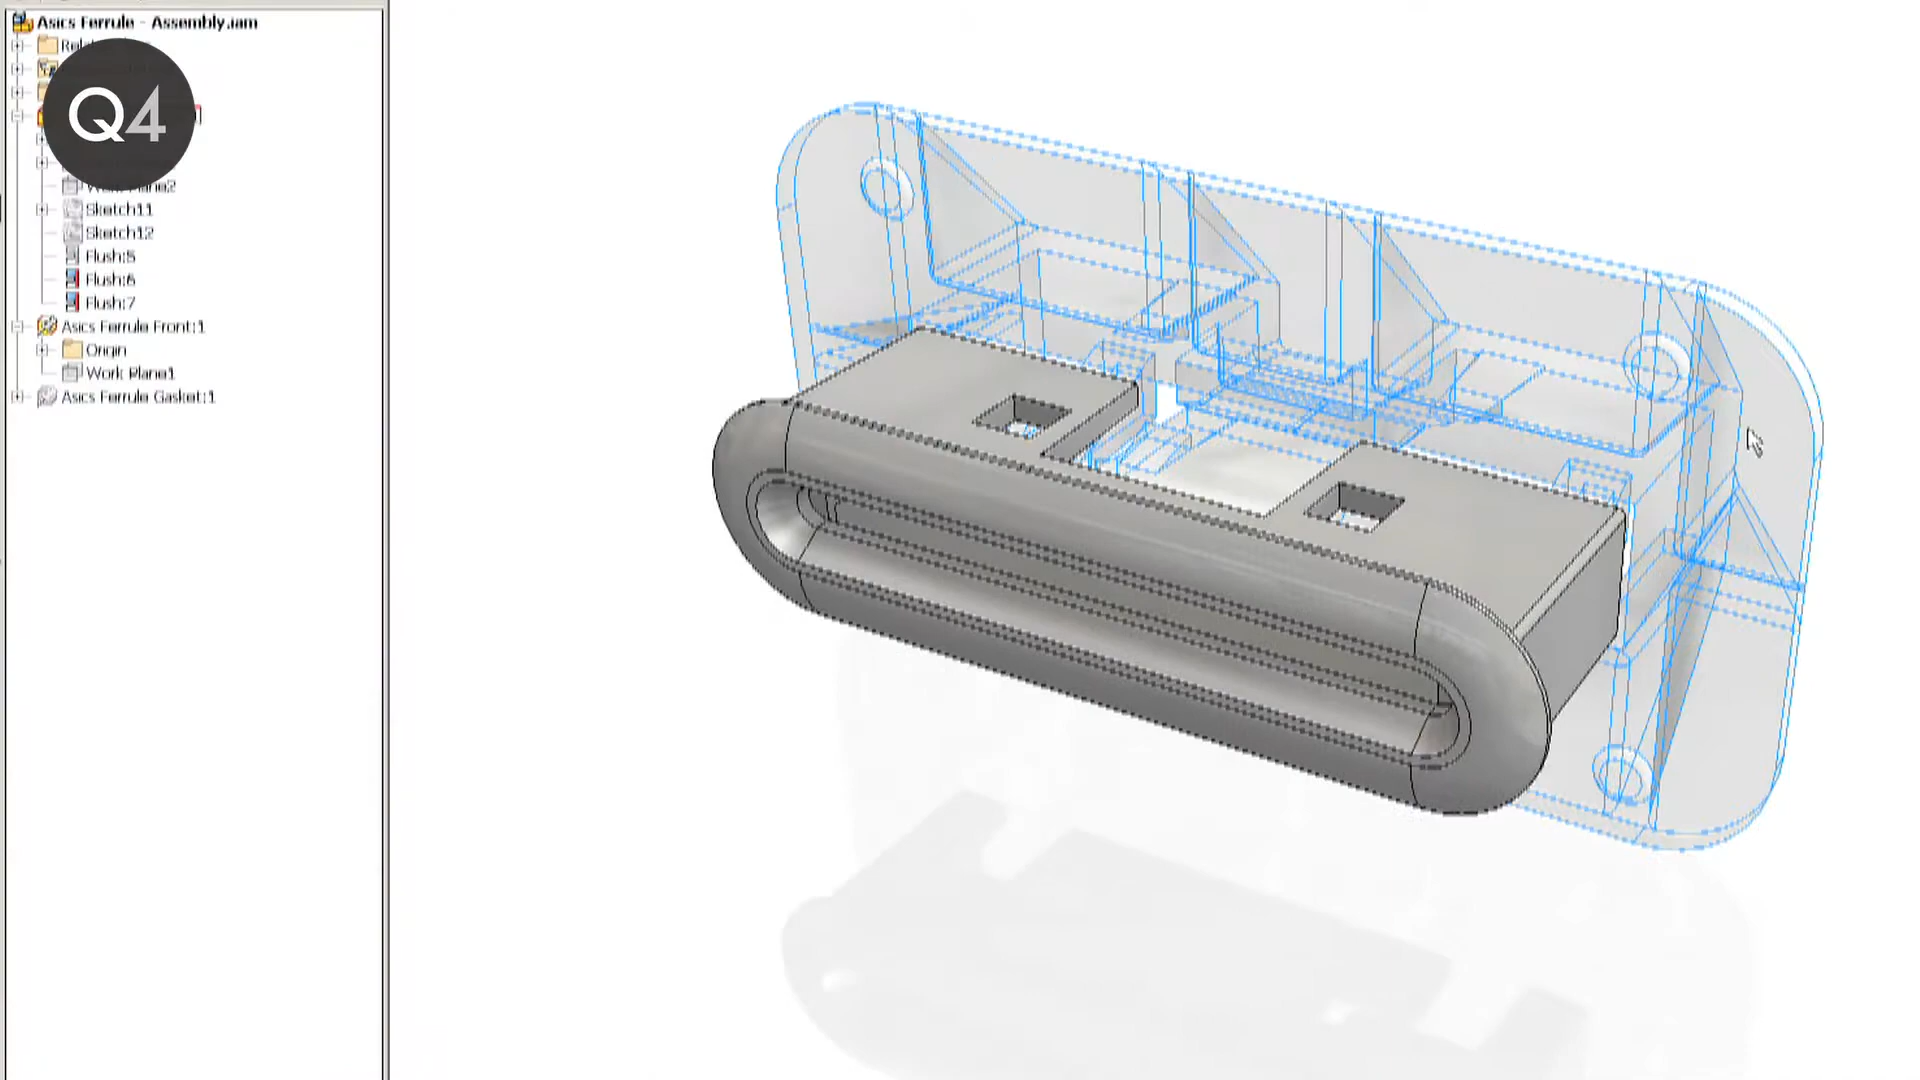 Asics Ferrule - Assembly.iam
Q4
Sketch11
Sketch12
Flush:5
Flush:6
Flush:7
Asics Ferrule Front:1
Origin
Work Plane1
Asics Ferrule Gasket:1